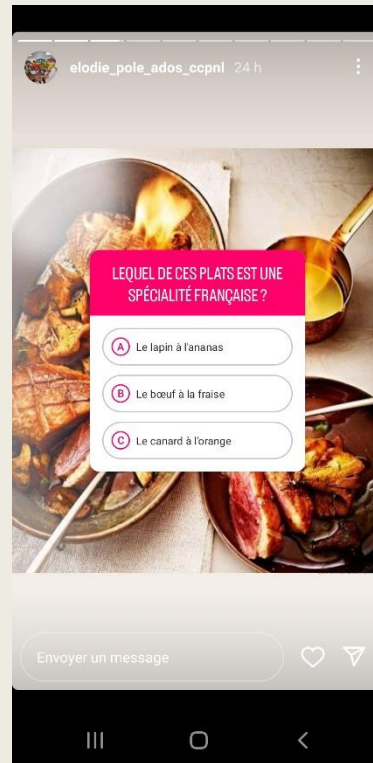 elodie_pole_ados_ccpnl 24 h
LEQUEL DE CES PLATS EST UNE
SPÉCIALITÉ FRANÇAISE ?
A Le lapin à l'ananas
B Le bœuf à la fraise
C Le canard à l'orange
Envoyer un message